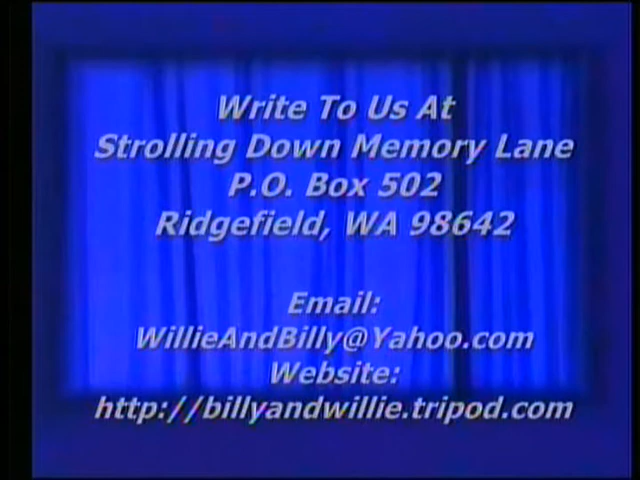 Write To Us At
Strolling Down Memory Lane
P.O. Box 502
Ridgefield, WA 98642
Email:
WillieAndBilly@Yahoo.com
Website:
http://billyandwillie.tripod.com